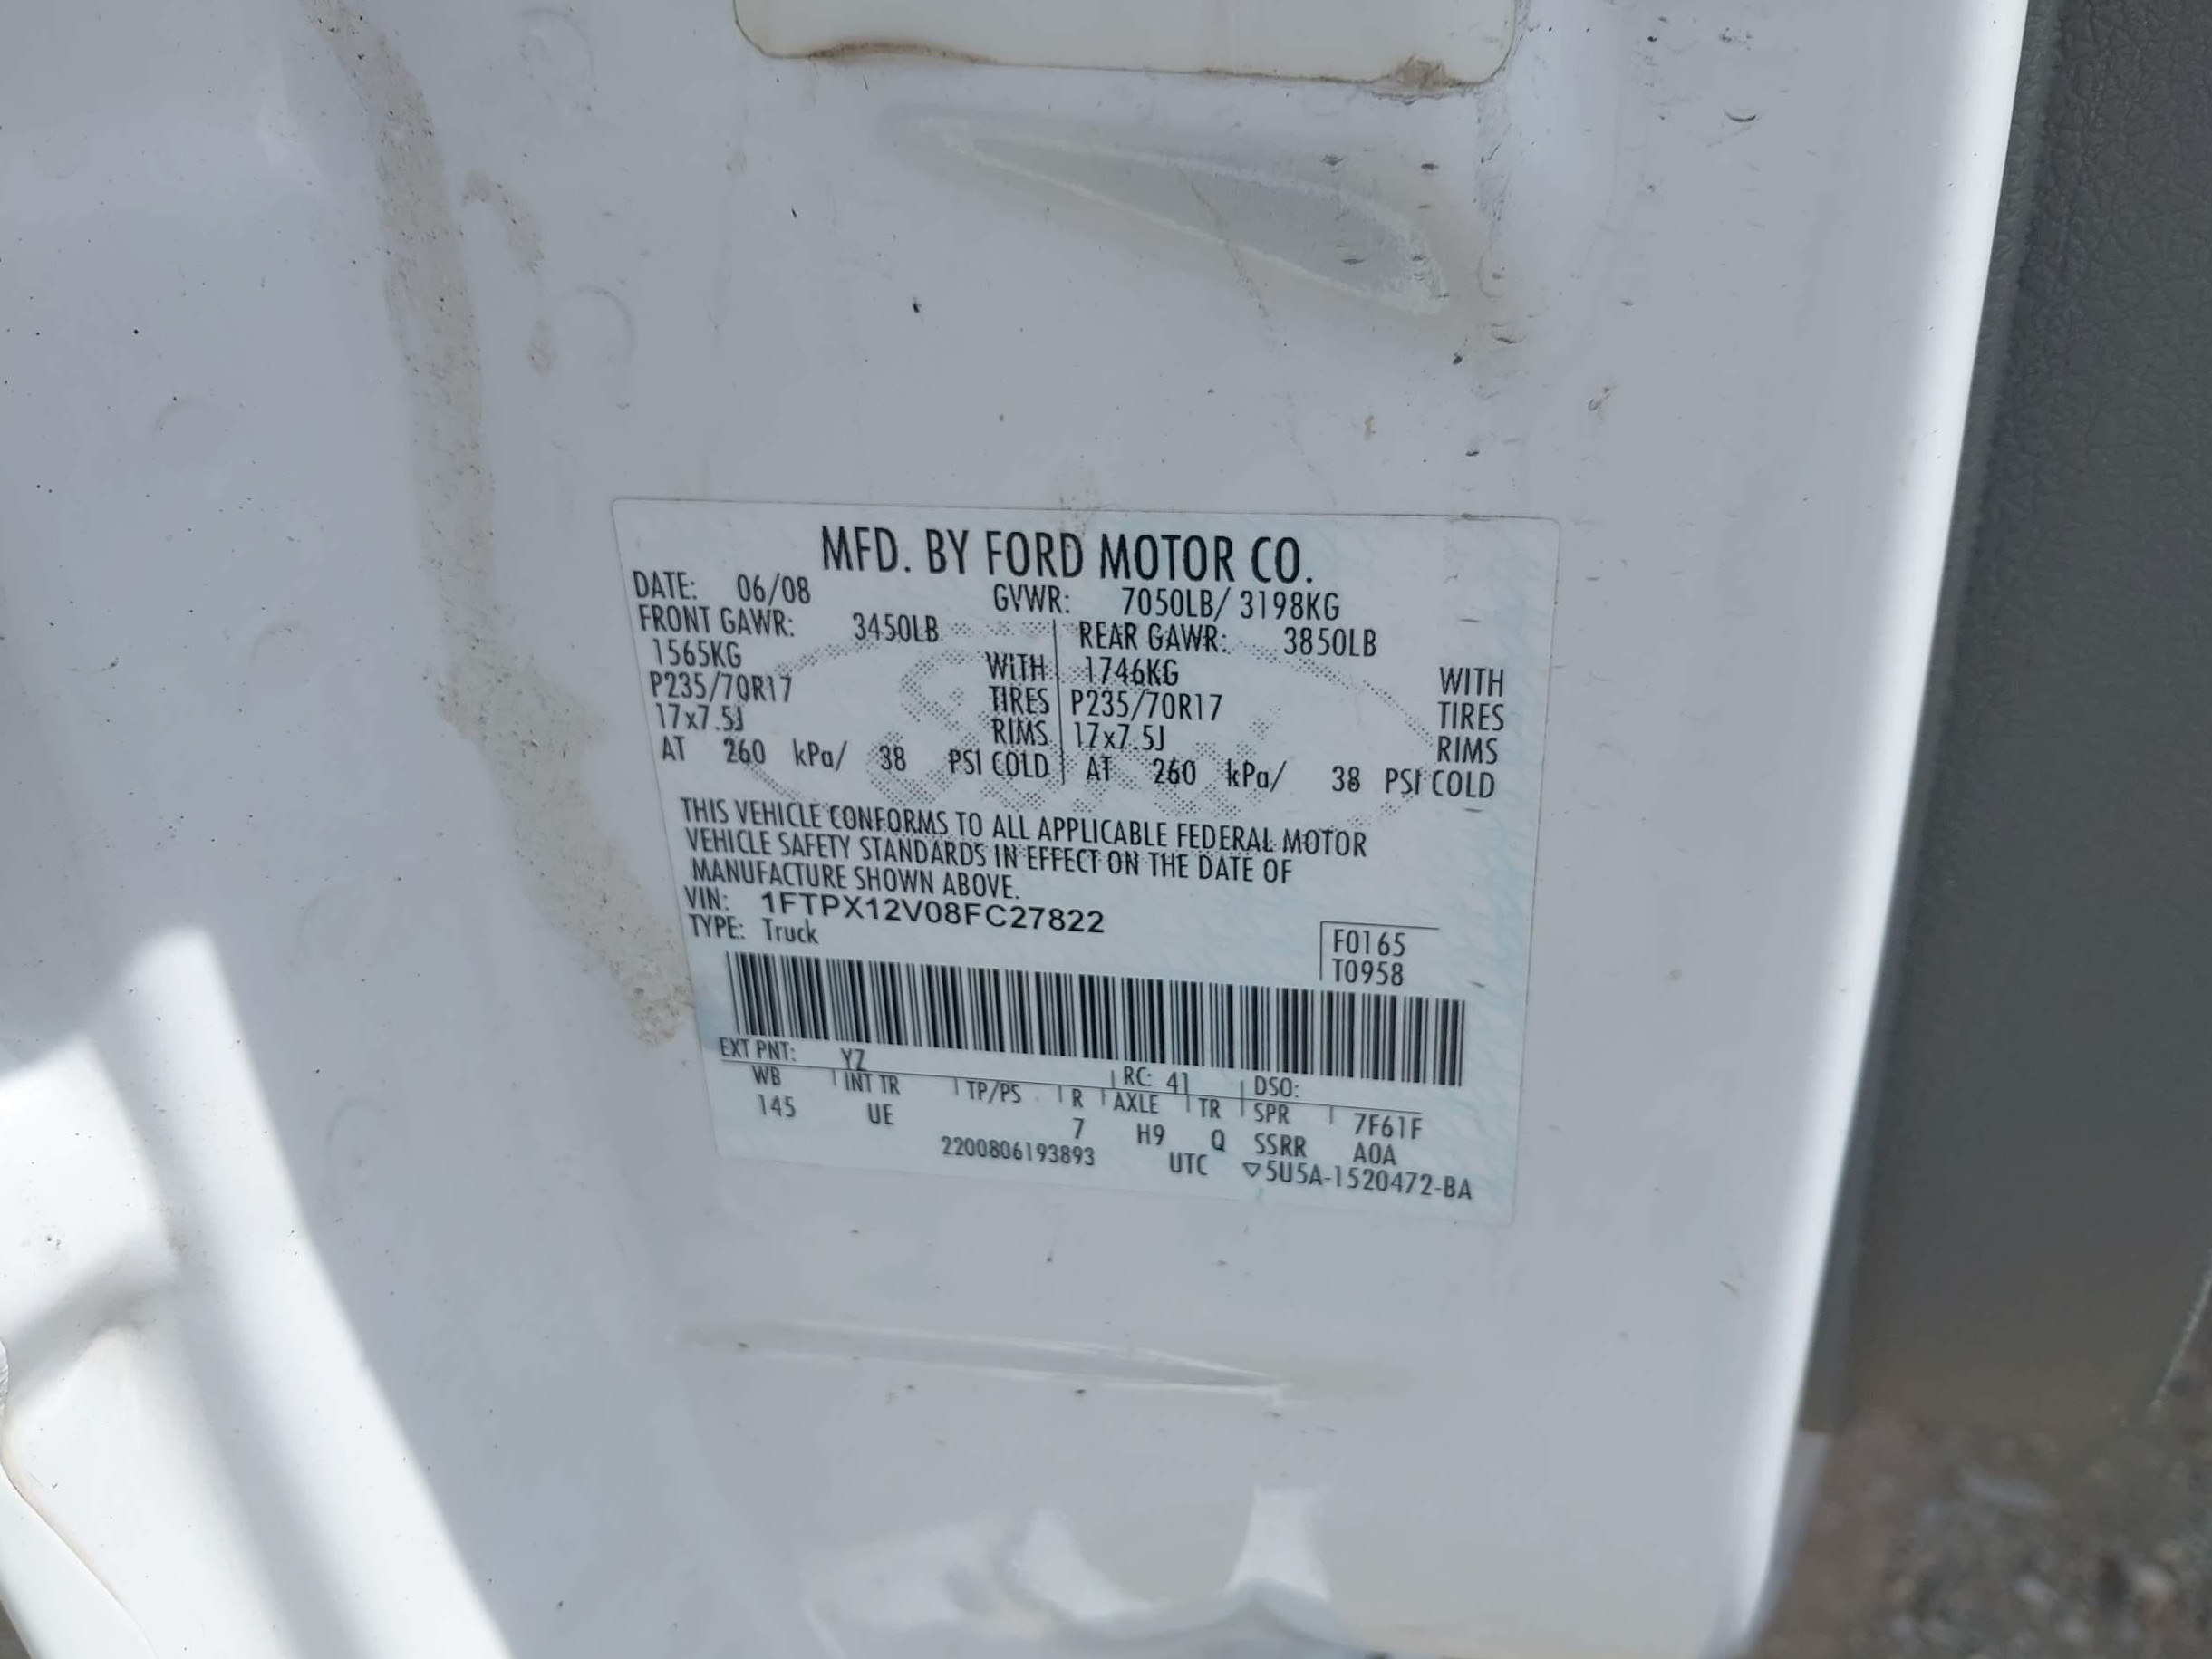 MFD. BY FORD MOTOR CO.
DATE: 06/08 GVWR: 7050LB/ 3198KG
FRONT GAWR: 3450LB REAR GAWR: 3850LB
1565KG WITH 1746KG WITH
P235/70R17 TIRES P235/70R17 TIRES
17x7.5J RIMS 17x7.5J RIMS
AT 260 kPa/ 38 PSI COLD AT 260 kPa/ 38 PSI COLD
THIS VEHICLE CONFORMS TO ALL APPLICABLE FEDERAL MOTOR
VEHICLE SAFETY STANDARDS IN EFFECT ON THE DATE OF
MANUFACTURE SHOWN ABOVE.
VIN: 1FTPX12V08FC27822
TYPE: Truck
F0165
T0958
EXT PNT: YZ RC: 41 DSO:
WB INT TR TP/PS R AXLE TR SPR 7F61F
145 UE 7 H9 Q SSRR AOA
2200806193893 UTC ▽5U5A-1520472-BA